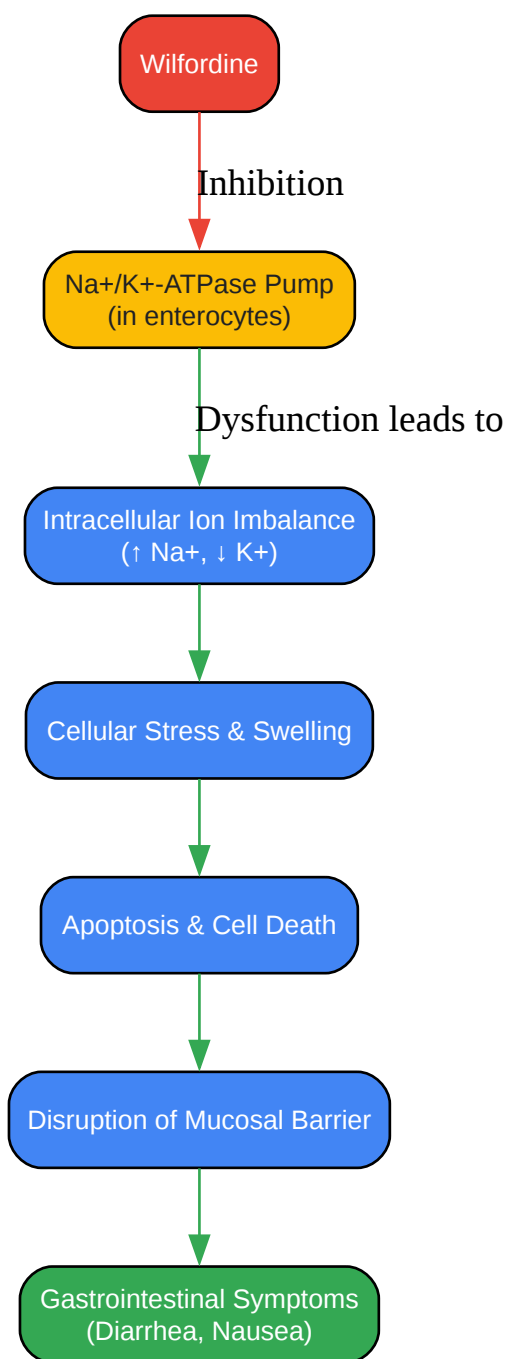 Wilfordine
Inhibition
Na+/K+-ATPase Pump
(in enterocytes)
Dysfunction leads to
Intracellular Ion Imbalance
(↑ Na+, ↓ K+)
Cellular Stress & Swelling
Apoptosis & Cell Death
Disruption of Mucosal Barrier
Gastrointestinal Symptoms
(Diarrhea, Nausea)